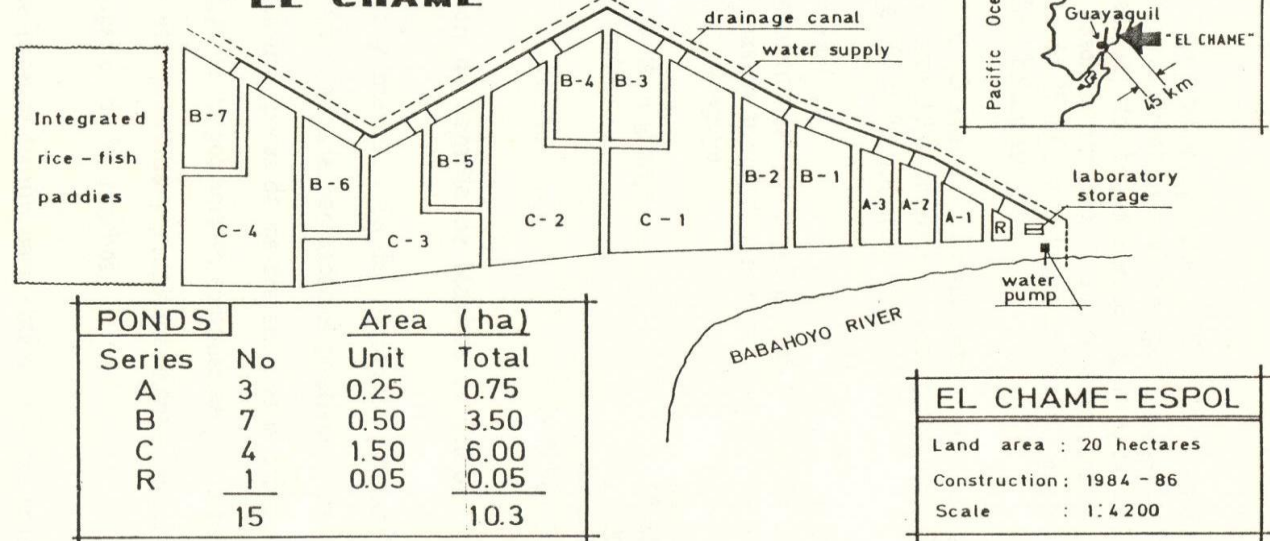 EL CHAME
drainage canal
water supply
Pacific Oce
Guayaquil
"EL CHAME"
45 km
Integrated
rice - fish
paddies
B-7
C-4
B-6
C-3
B-5
C-2
B-4
B-3
C-1
B-2
B-1
A-3
A-2
A-1
R
laboratory
storage
water
pump
BABAHOYO RIVER
PONDS Area (ha)
Series No Unit Total
A 3 0.25 0.75
B 7 0.50 3.50
C 4 1.50 6.00
R 1 0.05 0.05
15 10.3
EL CHAME-ESPOL
Land area : 20 hectares
Construction : 1984 - 86
Scale : 1:4200